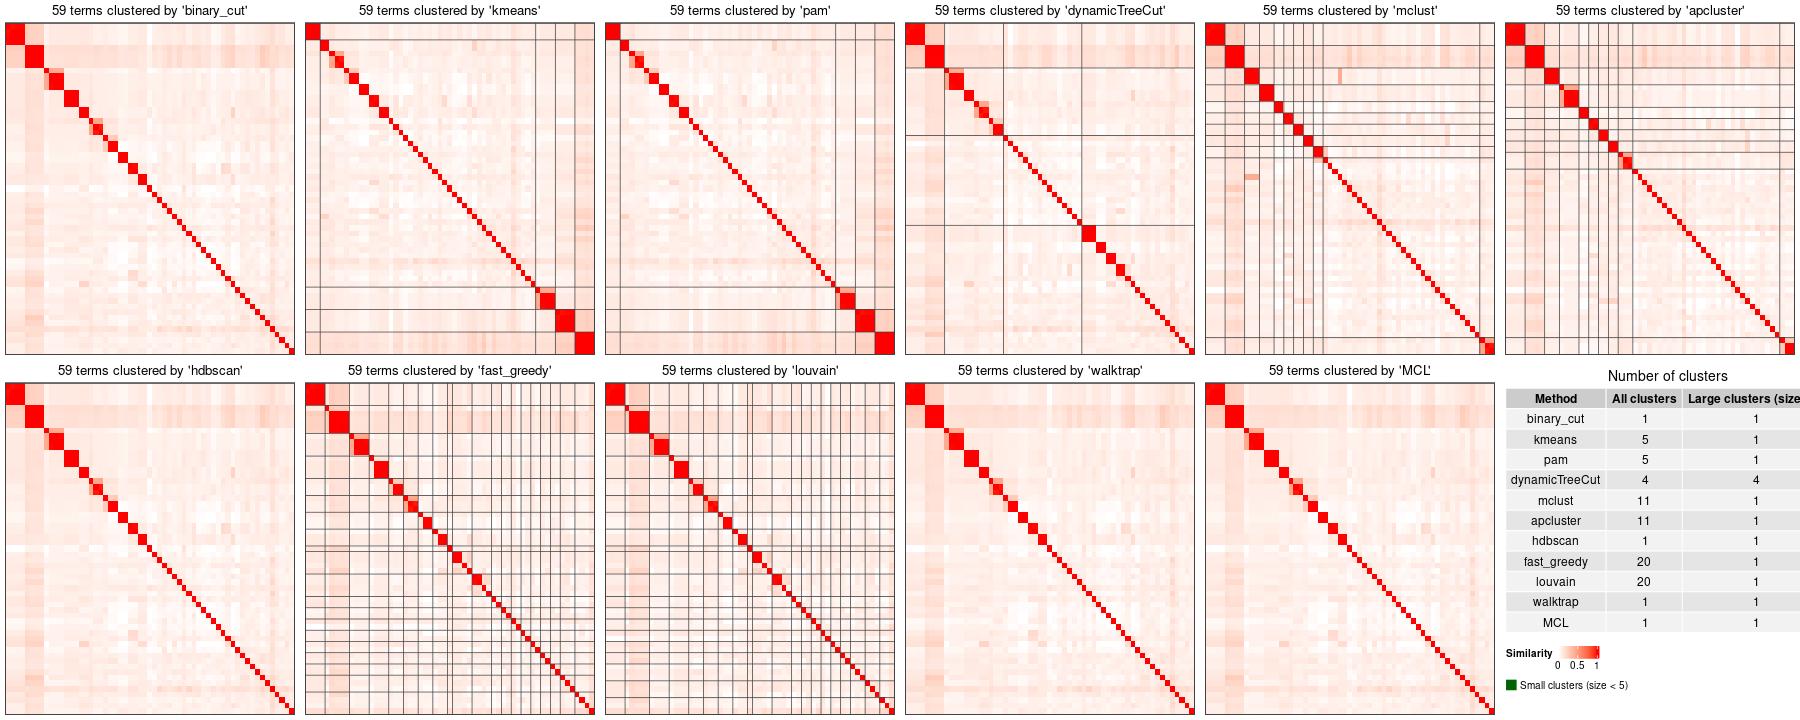 59 terms clustered by 'binary_cut'
59 terms clustered by 'kmeans'
59 terms clustered by 'pam'
59 terms clustered by 'dynamicTreeCut'
59 terms clustered by 'mclust'
59 terms clustered by 'apcluster'
59 terms clustered by 'hdbscan'
59 terms clustered by 'fast_greedy'
59 terms clustered by 'louvain'
59 terms clustered by 'walktrap'
59 terms clustered by 'MCL'
Number of clusters
Method All clusters Large clusters (size
binary_cut 1 1
kmeans 5 1
pam 5 1
dynamicTreeCut 4 4
mclust 11 1
apcluster 11 1
hdbscan 1 1
fast_greedy 20 1
louvain 20 1
walktrap 1 1
MCL 1 1
Similarity
0 0.5 1
Small clusters (size < 5)